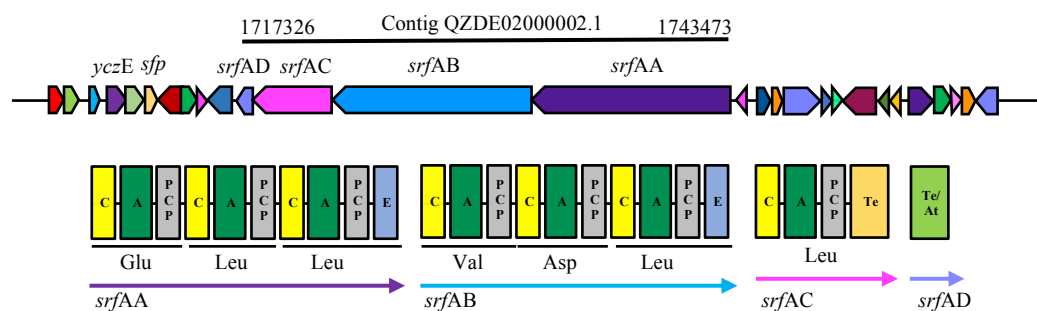 1717326 Contig QZDE02000002.1 1743473
yczE sfp srfAD srfAC srfAB srfAA
C A PCP C A PCP C A PCP E C A PCP C A PCP C A PCP E C A PCP Te Te/At
Glu Leu Leu Val Asp Leu Leu
srfAA srfAB srfAC srfAD